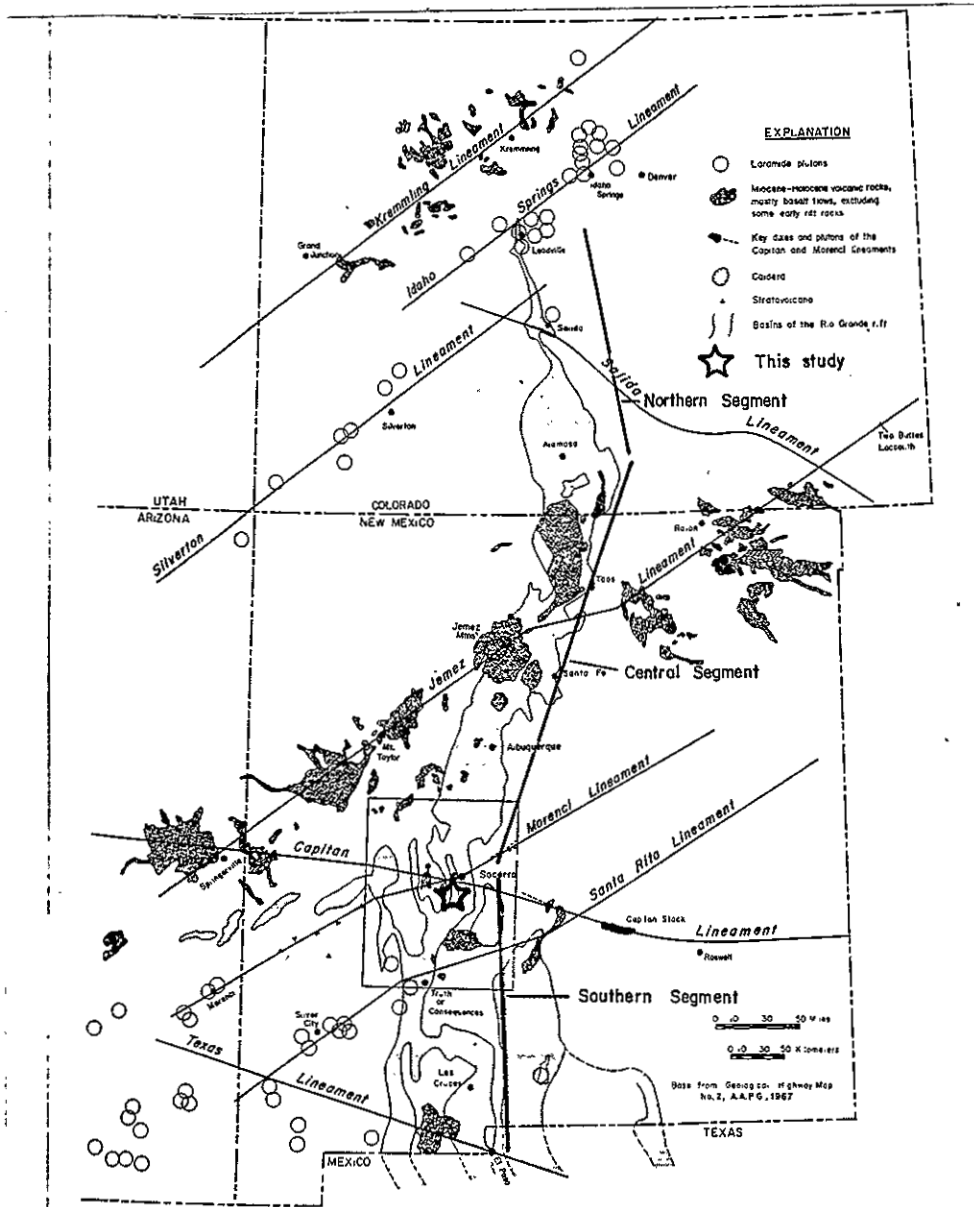 Kremmling
Lineament
Kremmling
Lineament
Springs
Idaho
Idaho
Springs
Denver
Grand
Junction
Leadville
Salida
Salida
Lineament
Silverton
Lineament
Silverton
Alamosa
Northern Segment
Two Buttes
UTAH
ARIZONA
COLORADO
NEW MEXICO
Raton
Taos
Jemez
Lineament
Jemez
Mtns
Santa Fe
Central Segment
Mt.
Taylor
Albuquerque
Morenci Lineament
Santa Rita Lineament
Capitan
Lineament
Springerville
Socorro
Capitan
Roswell
Morenci
Silver
City
Truth
or
Consequences
Southern Segment
Texas
Lineament
Las
Cruces
TEXAS
MEXICO
El Paso
EXPLANATION
Laramide plutons
Miocene-Holocene volcanic rocks,
mostly basalt flows, excluding
some early rift rocks
Key dikes and plutons of the
Capitan and Morenci lineaments
Caldera
Stratovolcano
Basins of the Rio Grande rift
This study
0 10 30 50 Miles
0 10 30 50 Kilometers
Base from Geological Highway Map
No. 2, A.A.P.G., 1967